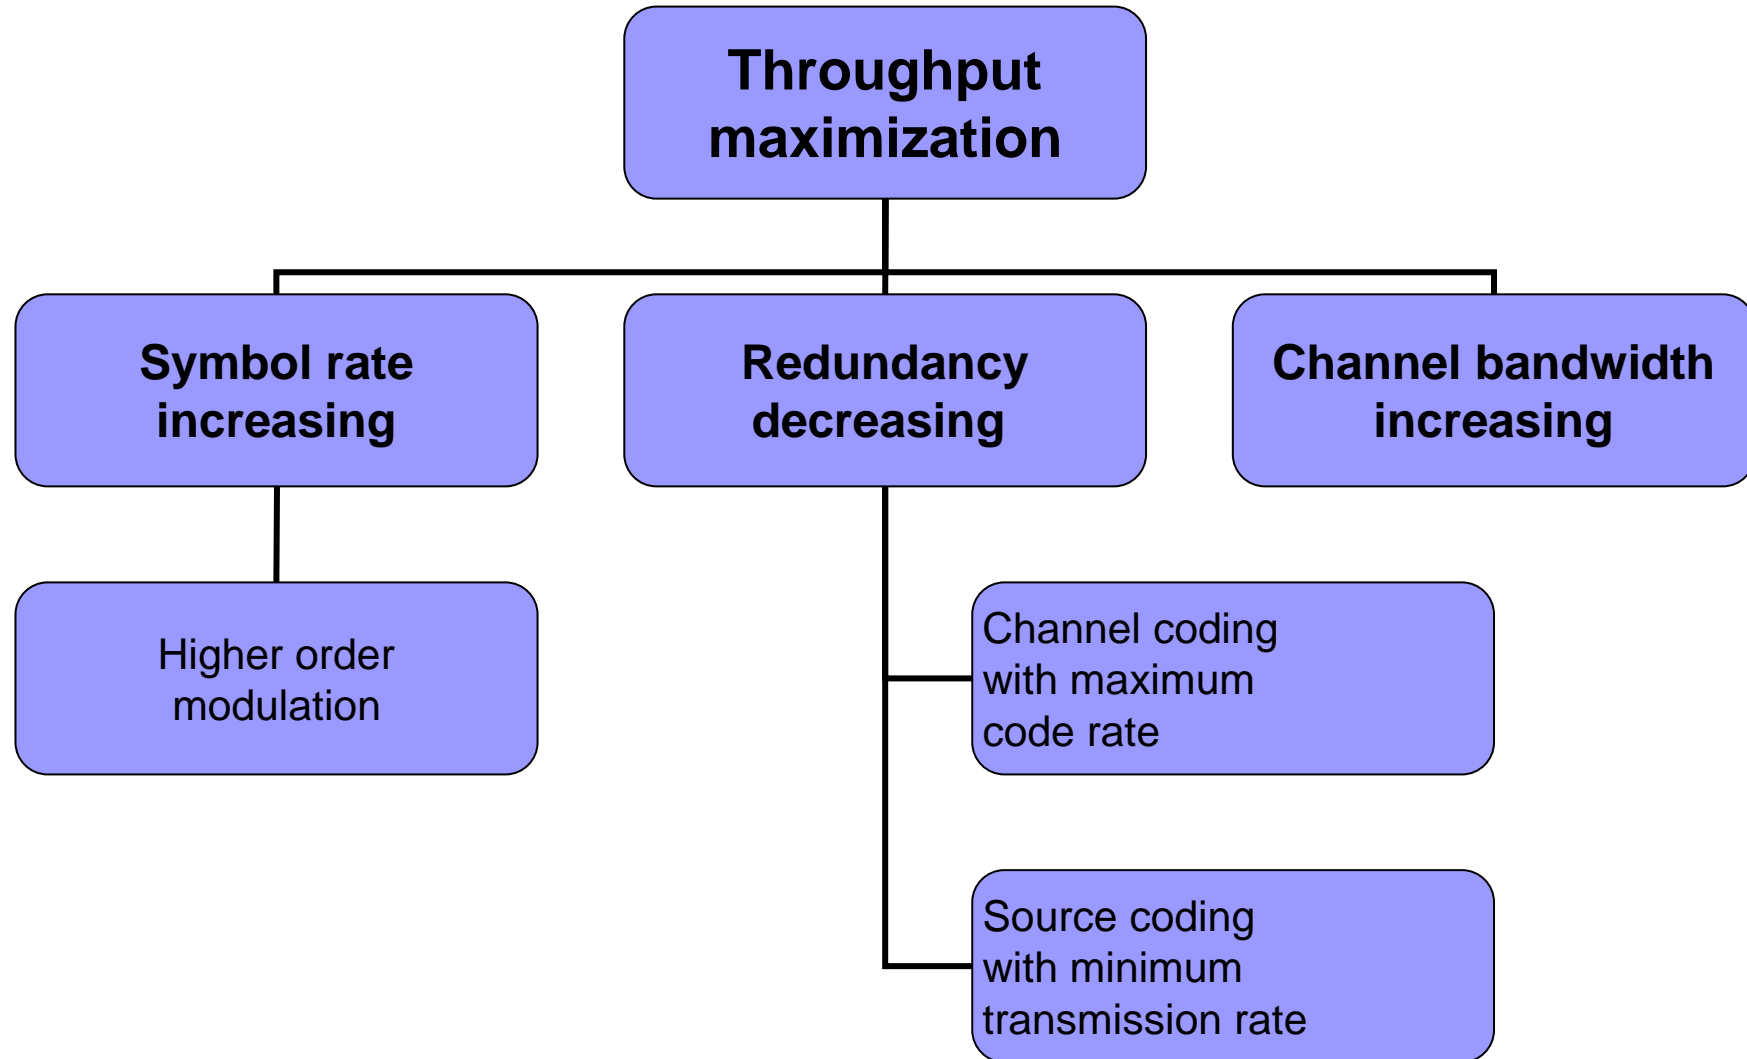 Throughput
maximization
Symbol rate
increasing
Redundancy
decreasing
Channel bandwidth
increasing
Higher order
modulation
Channel coding
with maximum
code rate
Source coding
with minimum
transmission rate